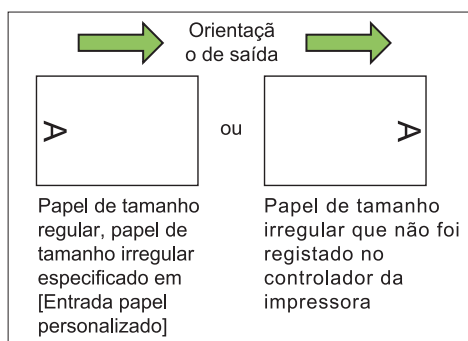 Orientaçã
o de saída
A
ou
A
Papel de tamanho
regular, papel de
tamanho irregular
especificado em
[Entrada papel
personalizado]
Papel de tamanho
irregular que não foi
registado no
controlador da
impressora